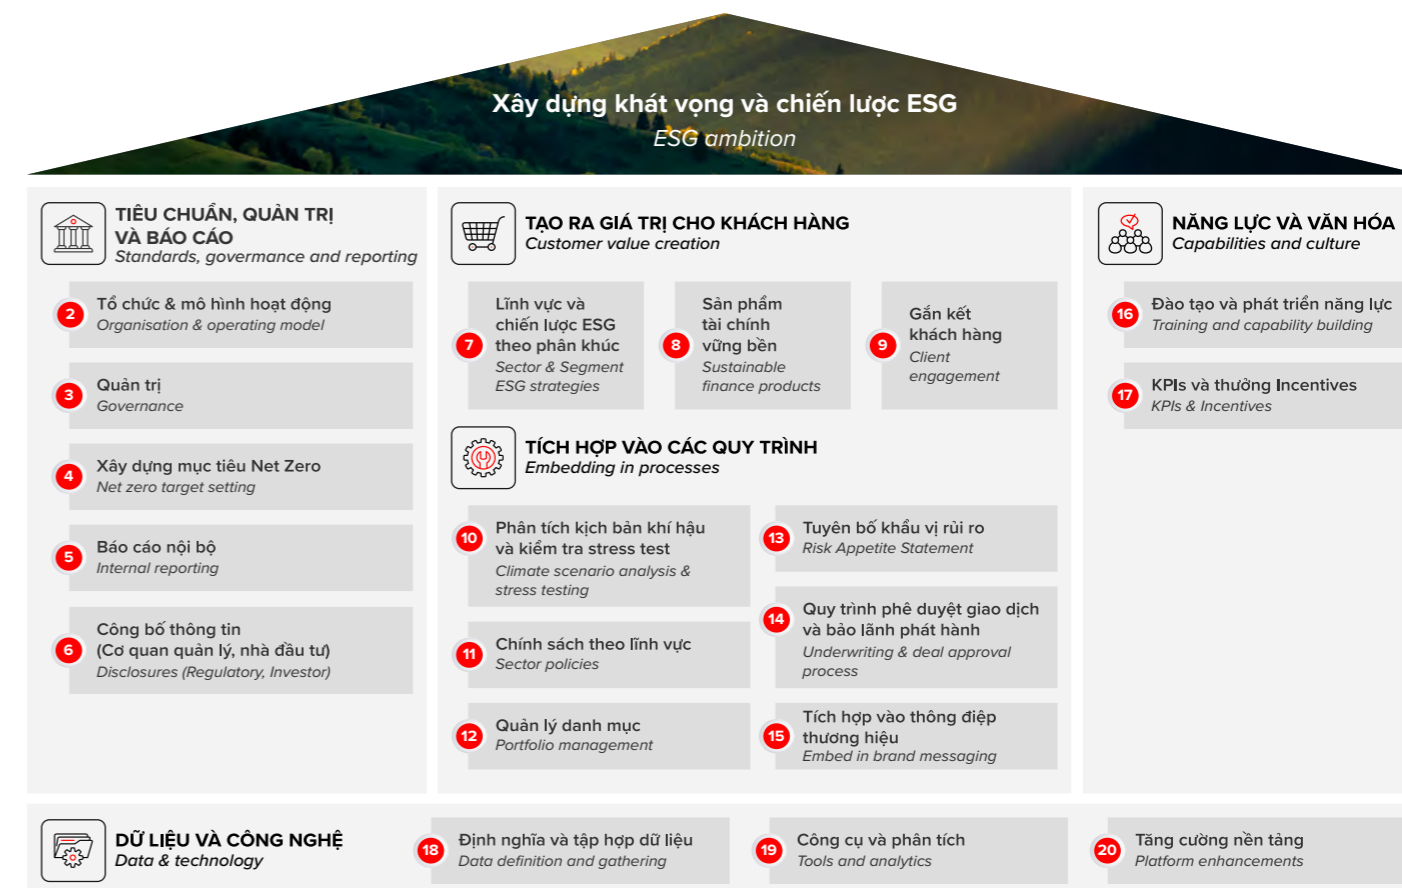 Xây dựng khát vọng và chiến lược ESG
ESG ambition
TIÊU CHUẨN, QUẢN TRỊ
VÀ BÁO CÁO
Standards, govermance and reporting
2
Tổ chức & mô hình hoạt động
Organisation & operating model
3
Quản trị
Governance
4
Xây dựng mục tiêu Net Zero
Net zero target setting
5
Báo cáo nội bộ
Internal reporting
6
Công bố thông tin
(Cơ quan quản lý, nhà đầu tư)
Disclosures (Regulatory, Investor)
TẠO RA GIÁ TRỊ CHO KHÁCH HÀNG
Customer value creation
7
Lĩnh vực và
chiến lược ESG
theo phân khúc
Sector & Segment
ESG strategies
8
Sản phẩm
tài chính
vững bền
Sustainable
finance products
9
Gắn kết
khách hàng
Client
engagement
TÍCH HỢP VÀO CÁC QUY TRÌNH
Embedding in processes
10
Phân tích kịch bản khí hậu
và kiểm tra stress test
Climate scenario analysis &
stress testing
11
Chính sách theo lĩnh vực
Sector policies
12
Quản lý danh mục
Portfolio management
13
Tuyên bố khẩu vị rủi ro
Risk Appetite Statement
14
Quy trình phê duyệt giao dịch
và bảo lãnh phát hành
Underwriting & deal approval
process
15
Tích hợp vào thông điệp
thương hiệu
Embed in brand messaging
NĂNG LỰC VÀ VĂN HÓA
Capabilities and culture
16
Đào tạo và phát triển năng lực
Training and capability building
17
KPIs và thưởng Incentives
KPIs & Incentives
DỮ LIỆU VÀ CÔNG NGHỆ
Data & technology
18
Định nghĩa và tập hợp dữ liệu
Data definition and gathering
19
Công cụ và phân tích
Tools and analytics
20
Tăng cường nền tảng
Platform enhancements